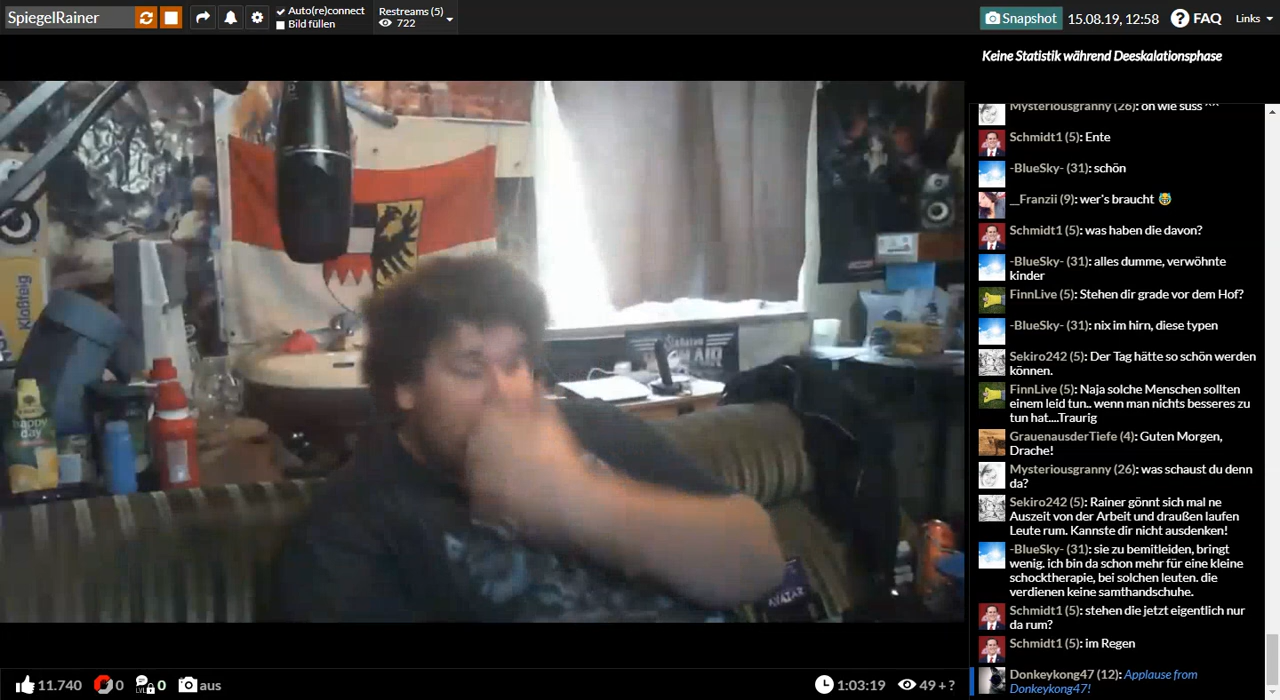 SpiegelRainer
Auto(re)connect
Bild füllen
Restreams (5)
722
Snapshot
15.08.19, 12:58
FAQ
Links
Keine Statistik während Deeskalationsphase
Mysteriousgranny (26): oh wie süss ^^
Schmidt1 (5): Ente
-BlueSky- (31): schön
__Franzii (9): wer's braucht 😭
Schmidt1 (5): was haben die davon?
-BlueSky- (31): alles dumme, verwöhnte
kinder
FinnLive (5): Stehen dir grade vor dem Hof?
-BlueSky- (31): nix im hirn, diese typen
Sekiro242 (5): Der Tag hätte so schön werden
können.
FinnLive (5): Naja solche Menschen sollten
einem leid tun.. wenn man nichts besseres zu
tun hat....Traurig
GrauenausderTiefe (4): Guten Morgen,
Drache!
Mysteriousgranny (26): was schaust du denn
da?
Sekiro242 (5): Rainer gönnt sich mal ne
Auszeit von der Arbeit und draußen laufen
Leute rum. Kannste dir nicht ausdenken!
-BlueSky- (31): sie zu bemitleiden, bringt
wenig. ich bin da schon mehr für eine kleine
schocktherapie, bei solchen leuten. die
verdienen keine samthandschuhe.
Schmidt1 (5): stehen die jetzt eigentlich nur
da rum?
Schmidt1 (5): im Regen
Donkeykong47 (12): Applause from
Donkeykong47!
Kloßteig
happy
day
AVATAR
11.740
0
LVL
0
aus
1:03:19
49 + ?